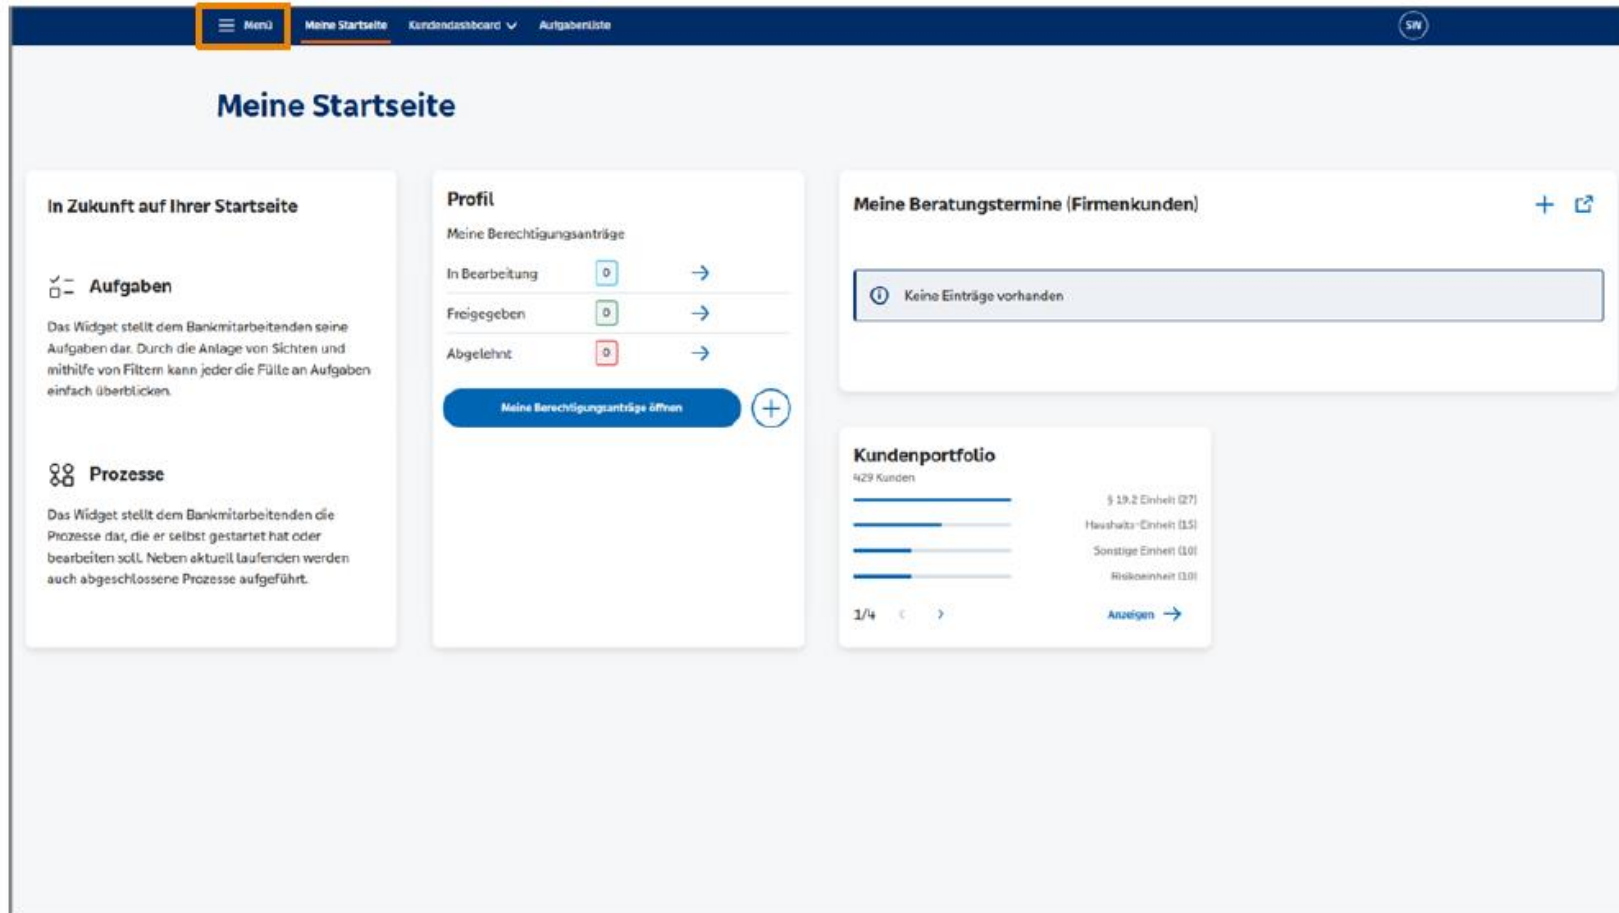 Menü
Meine Startseite
Kundendashboard
Aufgabenliste
SW
Meine Startseite
In Zukunft auf Ihrer Startseite
Aufgaben
Das Widget stellt dem Bankmitarbeitenden seine
Aufgaben dar. Durch die Anlage von Sichten und
mithilfe von Filtern kann jeder die Fülle an Aufgaben
einfach überblicken.
Prozesse
Das Widget stellt dem Bankmitarbeitenden die
Prozesse dar, die er selbst gestartet hat oder
bearbeiten soll. Neben aktuell laufenden werden
auch abgeschlossene Prozesse aufgeführt.
Profil
Meine Berechtigungsanträge
In Bearbeitung 0
Freigegeben 0
Abgelehnt 0
Meine Berechtigungsanträge öffnen
Meine Beratungstermine (Firmenkunden)
Keine Einträge vorhanden
Kundenportfolio
429 Kunden
§ 19.2 Einheit (27)
Haushalts-Einheit (15)
Sonstige Einheit (10)
Risikoeinheit (10)
1/4
Anzeigen